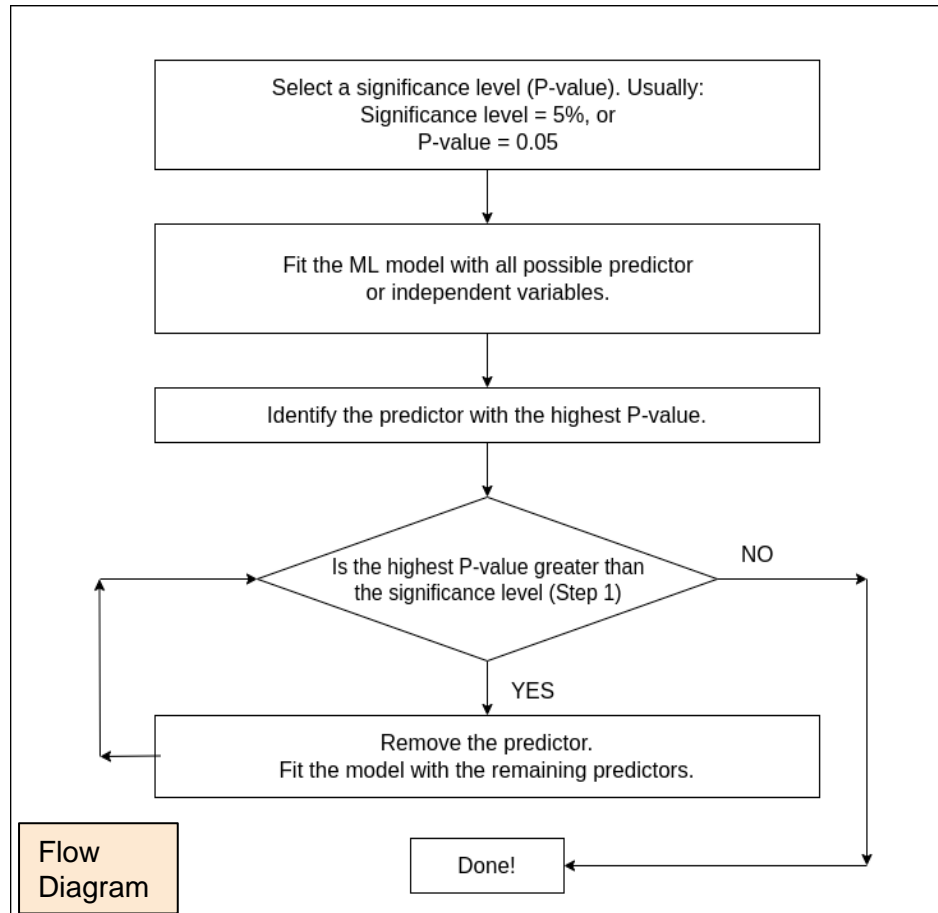 Select a significance level (P-value). Usually:
Significance level = 5%, or
P-value = 0.05
Fit the ML model with all possible predictor
or independent variables.
Identify the predictor with the highest P-value.
Is the highest P-value greater than
the significance level (Step 1)
NO
YES
Remove the predictor.
Fit the model with the remaining predictors.
Done!
Flow
Diagram